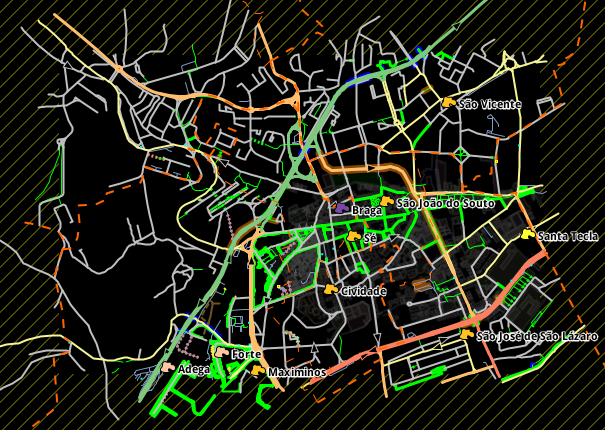 São Vicente
São João do Souto
Braga
Santa Tecla
Sé
Cividade
São José de São Lázaro
Forte
Adega
Maximinos